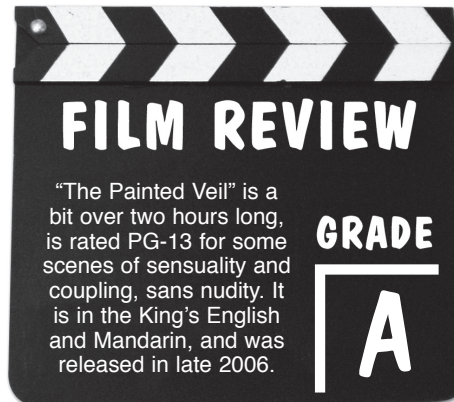 FILM REVIEW
“The Painted Veil” is a
bit over two hours long,
is rated PG-13 for some
scenes of sensuality and
coupling, sans nudity. It
is in the King’s English
and Mandarin, and was
released in late 2006.
GRADE
A